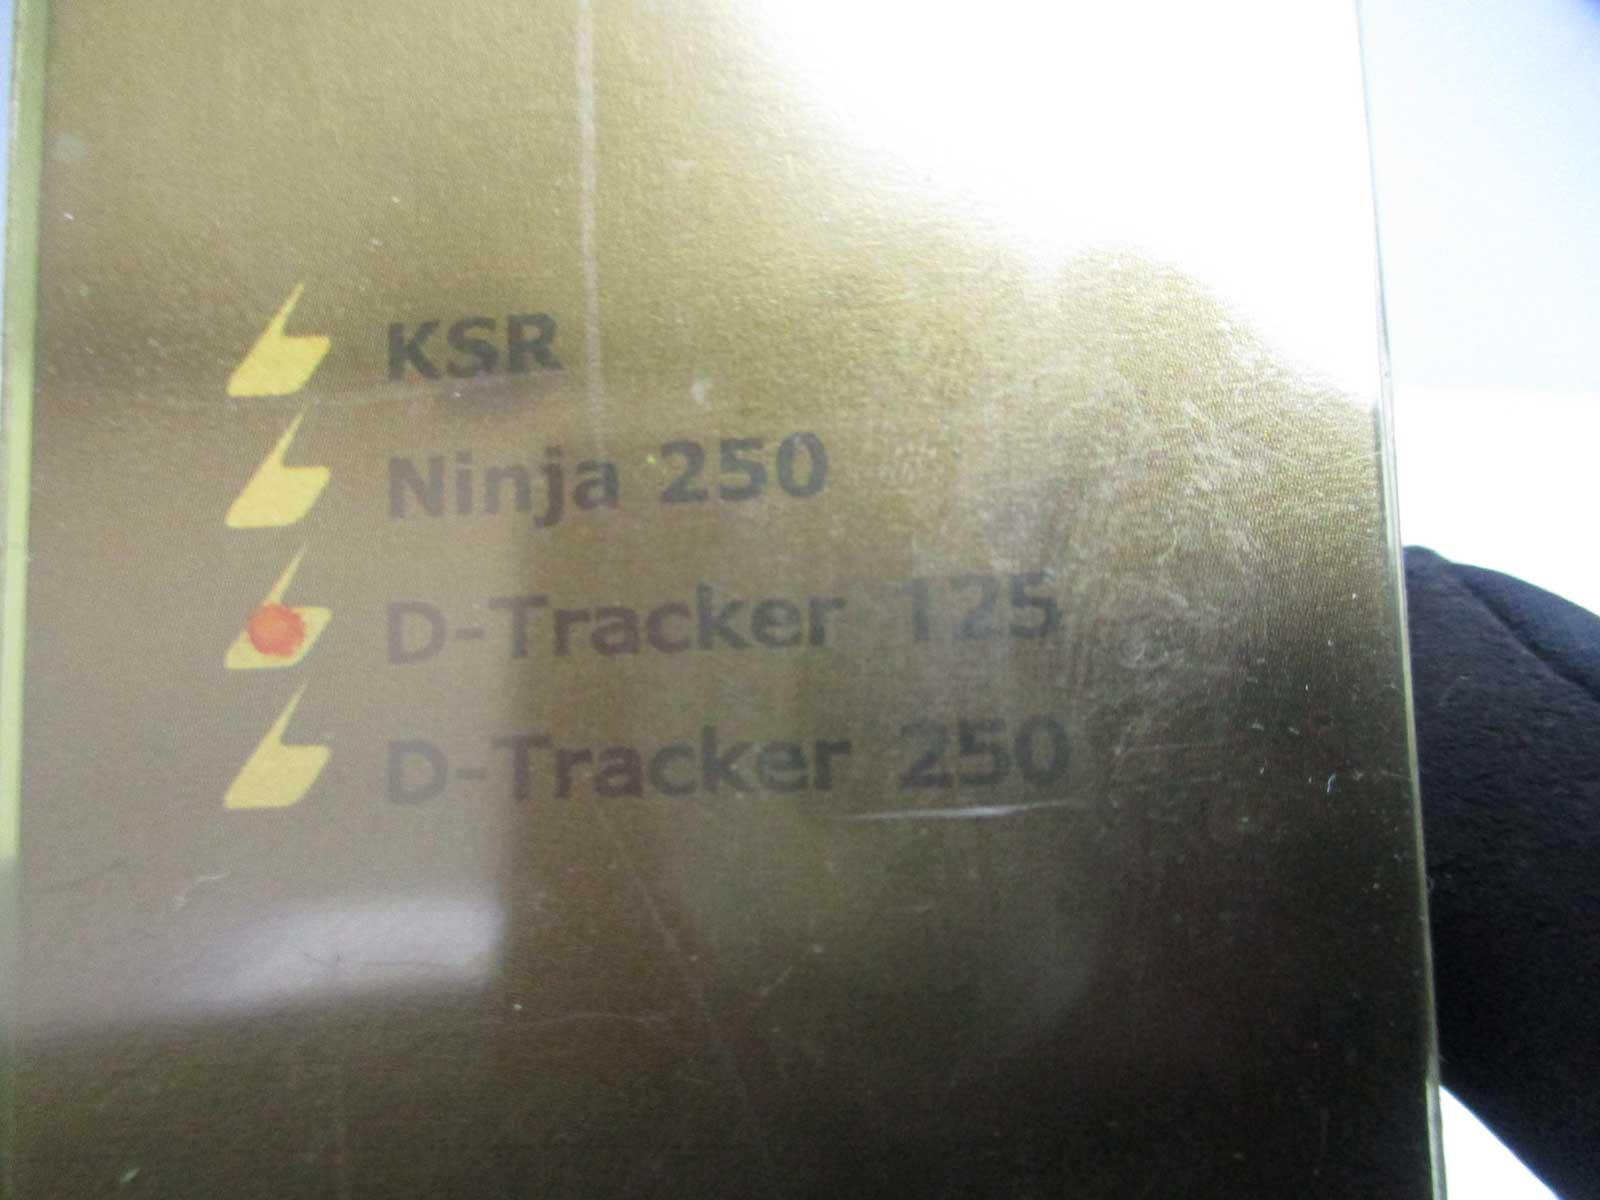 KSR
Ninja 250
D-Tracker 125
D-Tracker 250